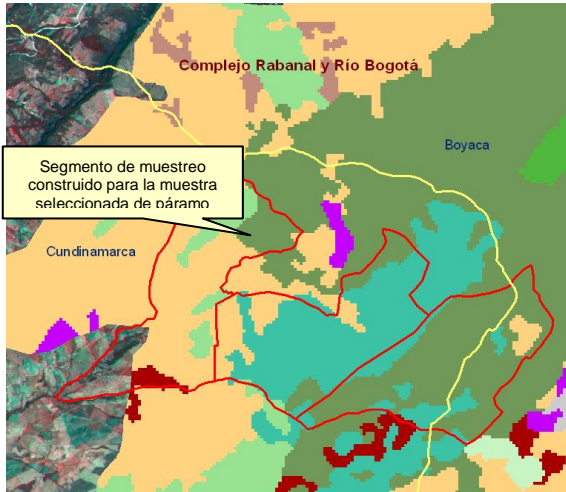 Complejo Rabanal y Río Bogotá
Boyaca
Segmento de muestreo
construido para la muestra
seleccionada de páramo
Cundinamarca